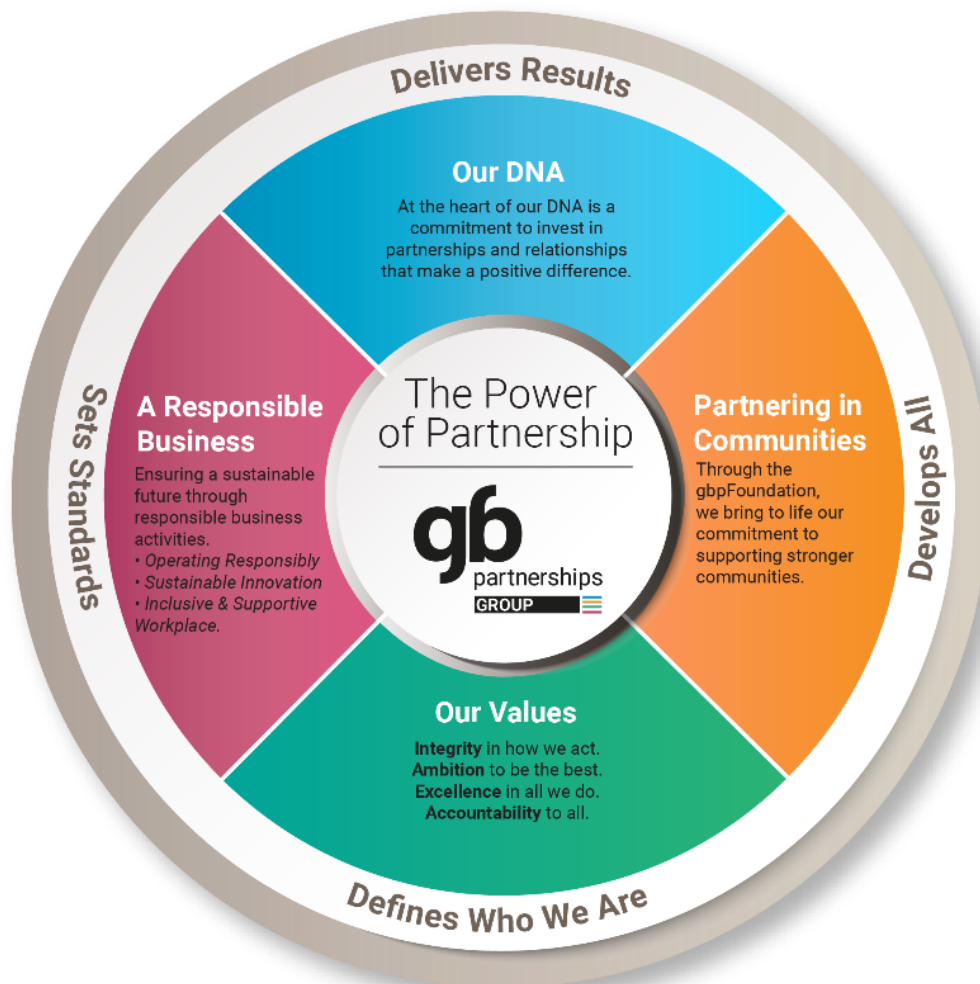 Delivers Results
Our DNA
At the heart of our DNA is a
commitment to invest in
partnerships and relationships
that make a positive difference.
Sets Standards
A Responsible
Business
Ensuring a sustainable
future through
responsible business
activities.
• Operating Responsibly
• Sustainable Innovation
• Inclusive & Supportive
Workplace.
The Power
of Partnership
gb
partnerships
GROUP
Partnering in
Communities
Through the
gbpFoundation,
we bring to life our
commitment to
supporting stronger
communities.
Develops All
Our Values
Integrity in how we act.
Ambition to be the best.
Excellence in all we do.
Accountability to all.
Defines Who We Are